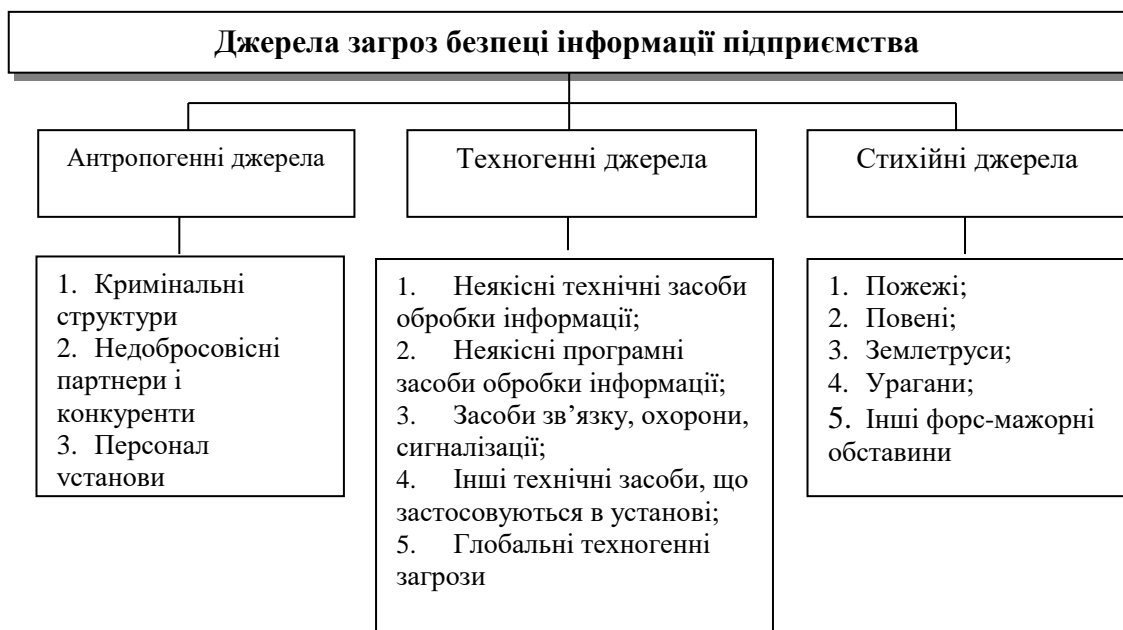 Джерела загроз безпеці інформації підприємства
Антропогенні джерела
Техногенні джерела
Стихійні джерела
1. Кримінальні
структури
2. Недобросовісні
партнери і
конкуренти
3. Персонал
установи
1. Неякісні технічні засоби
обробки інформації;
2. Неякісні програмні
засоби обробки інформації;
3. Засоби зв’язку, охорони,
сигналізації;
4. Інші технічні засоби, що
застосовуються в установі;
5. Глобальні техногенні
загрози
1. Пожежі;
2. Повені;
3. Землетруси;
4. Урагани;
5. Інші форс-мажорні
обставини